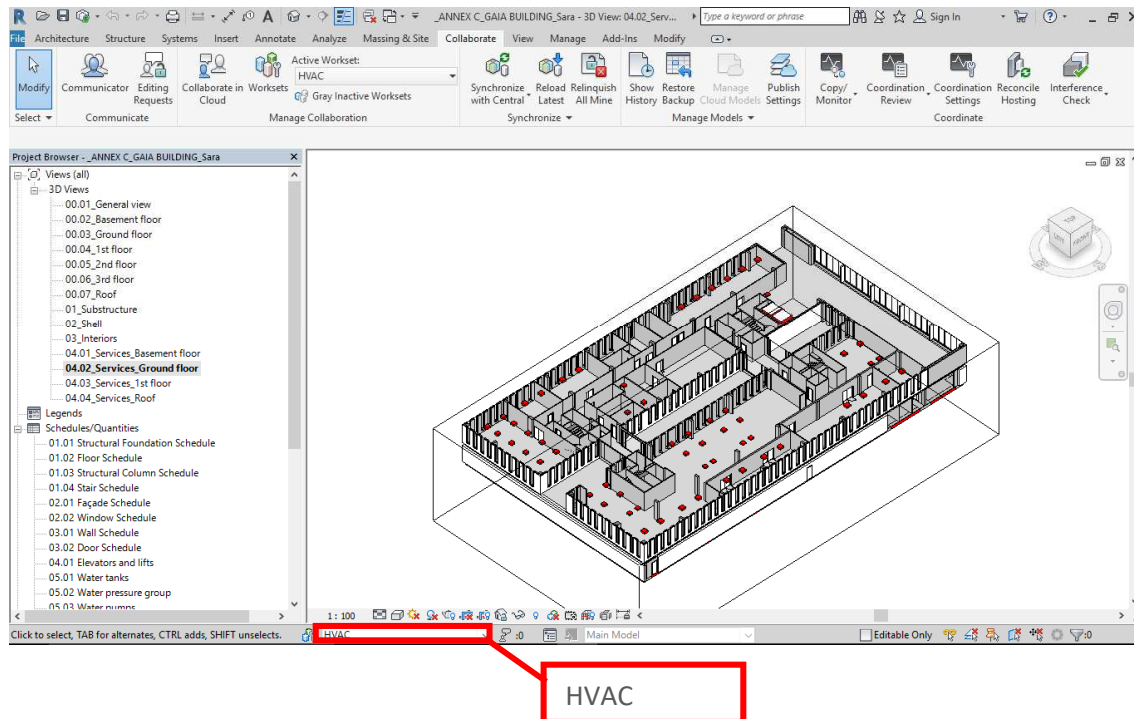 R A _ANNEX C_GAIA BUILDING_Sara - 3D View: 04.02_Serv... Type a keyword or phrase Sign In
File Architecture Structure Systems Insert Annotate Analyze Massing & Site Collaborate View Manage Add-Ins Modify
Active Workset:
HVAC
Gray Inactive Worksets
Modify Communicator Editing Requests Collaborate in Cloud Worksets Synchronize with Central Reload Latest Relinquish All Mine Show History Restore Backup Manage Cloud Models Publish Settings Copy/ Monitor Coordination Review Coordination Settings Reconcile Hosting Interference Check
Select Communicate Manage Collaboration Synchronize Manage Models Coordinate
Project Browser - _ANNEX C_GAIA BUILDING_Sara
Views (all)
3D Views
00.01_General view
00.02_Basement floor
00.03_Ground floor
00.04_1st floor
00.05_2nd floor
00.06_3rd floor
00.07_Roof
01_Substructure
02_Shell
03_Interiors
04.01_Services_Basement floor
04.02_Services_Ground floor
04.03_Services_1st floor
04.04_Services_Roof
Legends
Schedules/Quantities
01.01 Structural Foundation Schedule
01.02 Floor Schedule
01.03 Structural Column Schedule
01.04 Stair Schedule
02.01 Façade Schedule
02.02 Window Schedule
03.01 Wall Schedule
03.02 Door Schedule
04.01 Elevators and lifts
05.01 Water tanks
05.02 Water pressure group
05.03 Water pumps
TOP
LEFT FRONT
1 : 100
Click to select, TAB for alternates, CTRL adds, SHIFT unselects. HVAC :0 Main Model Editable Only :0
HVAC